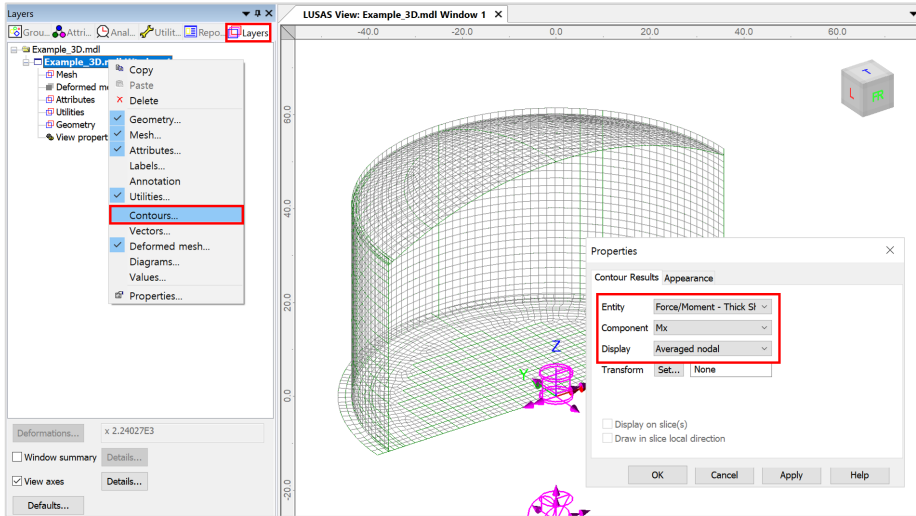 Layers
LUSAS View: Example_3D.mdl Window 1 ✕
Grou... Attri... Anal... Utilit... Repo... Layers
-40.0 -20.0 0.0 20.0 40.0 60.0
Example_3D.mdl
Mesh
Deformed
Attributes
Utilities
Geometry
View propert
Copy
Paste
Delete
Geometry...
Mesh...
Attributes...
Labels...
Annotation
Utilities...
Contours...
Vectors...
Deformed mesh...
Diagrams...
Values...
Properties...
60.0
40.0
20.0
0.0
-20.0
Z
Y
T
L
Properties
Contour Results Appearance
Entity Force/Moment - Thick
Component Mx
Display Averaged nodal
Transform Set... None
Display on slice(s)
Draw in slice local direction
OK Cancel Apply Help
Deformations... x 2.24027E3
Window summary Details...
View axes Details...
Defaults...